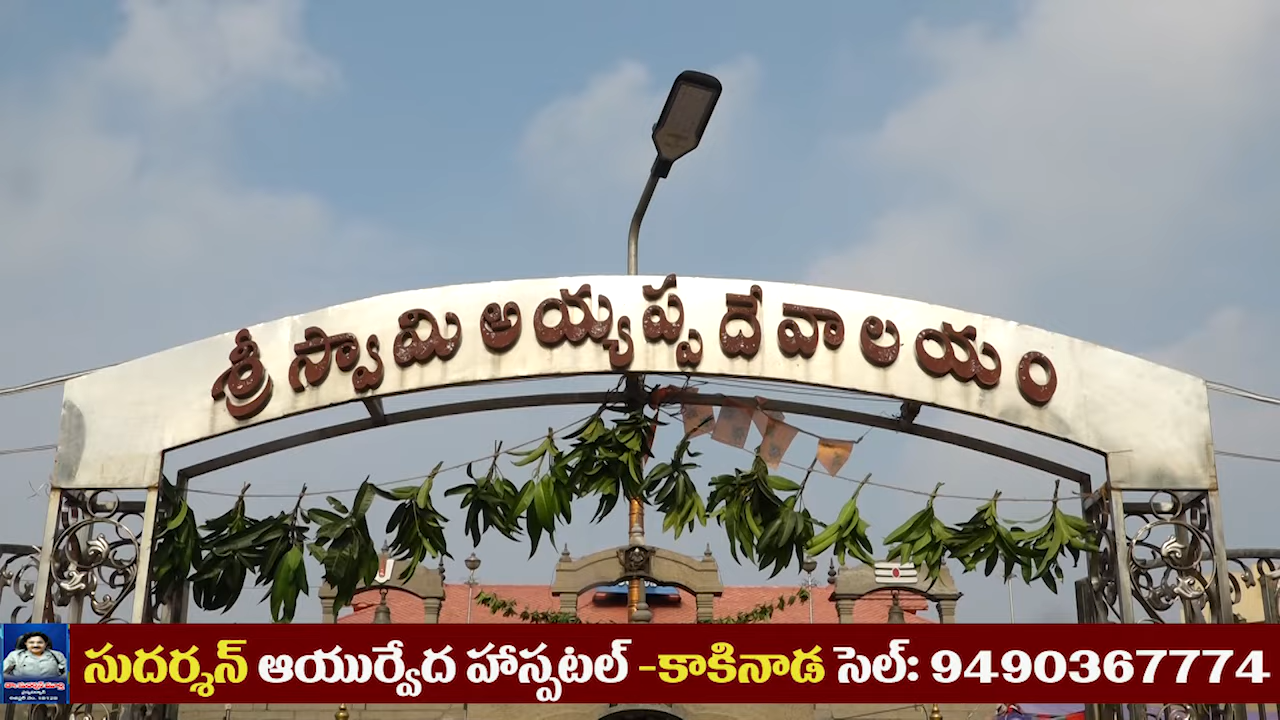 శ్రీ స్వామి అయ్యప్ప దేవాలయం
సుదర్శన్ ఆయుర్వేద హాస్పటల్ -కాకినాడ సెల్: 9490367774